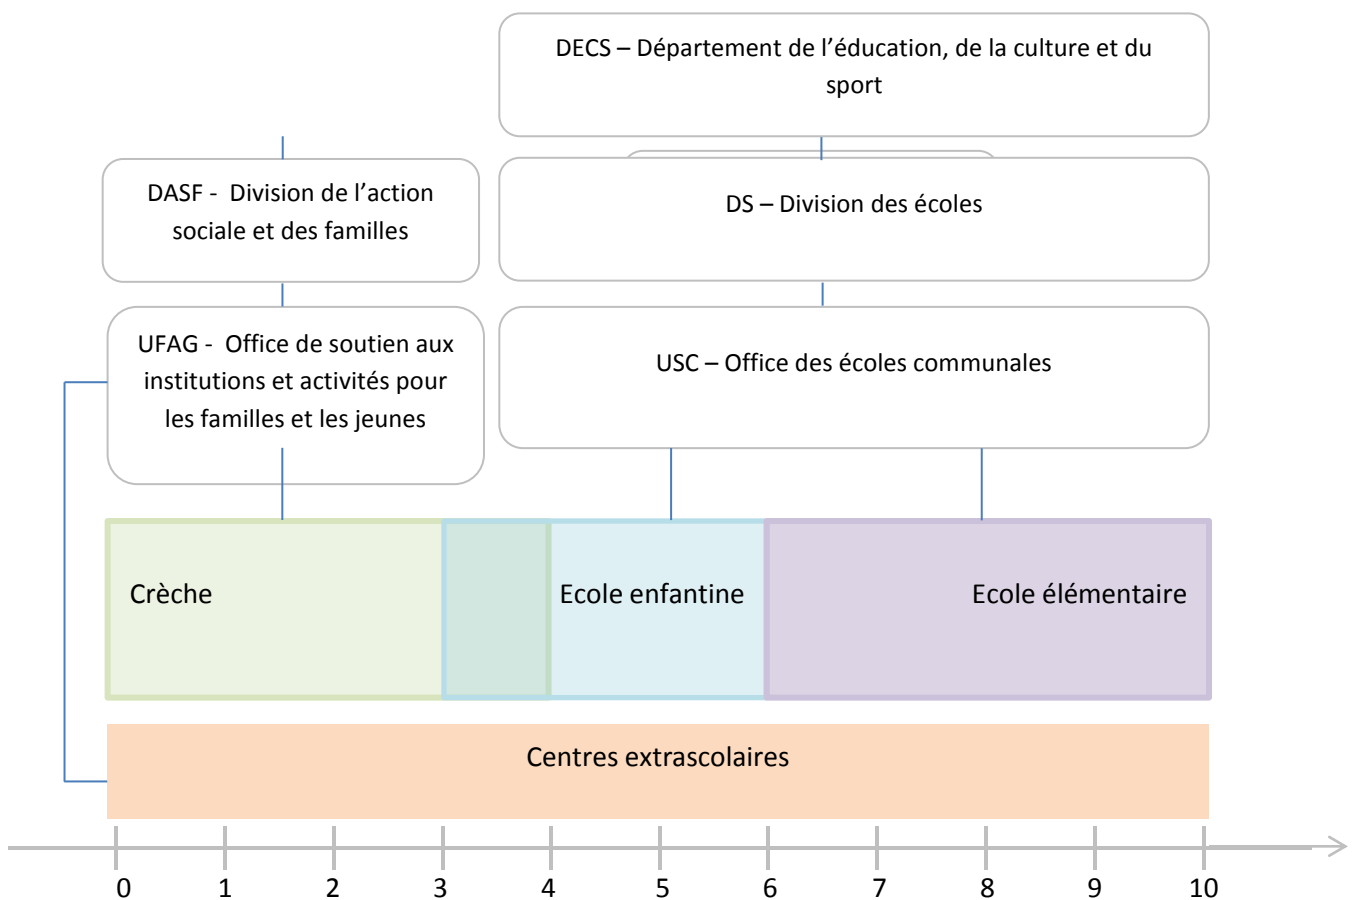 DECS – Département de l’éducation, de la culture et du
sport
DASF - Division de l’action
sociale et des familles
DS – Division des écoles
UFAG - Office de soutien aux
institutions et activités pour
les familles et les jeunes
USC – Office des écoles communales
Crèche
Ecole enfantine
Ecole élémentaire
Centres extrascolaires
0 1 2 3 4 5 6 7 8 9 10